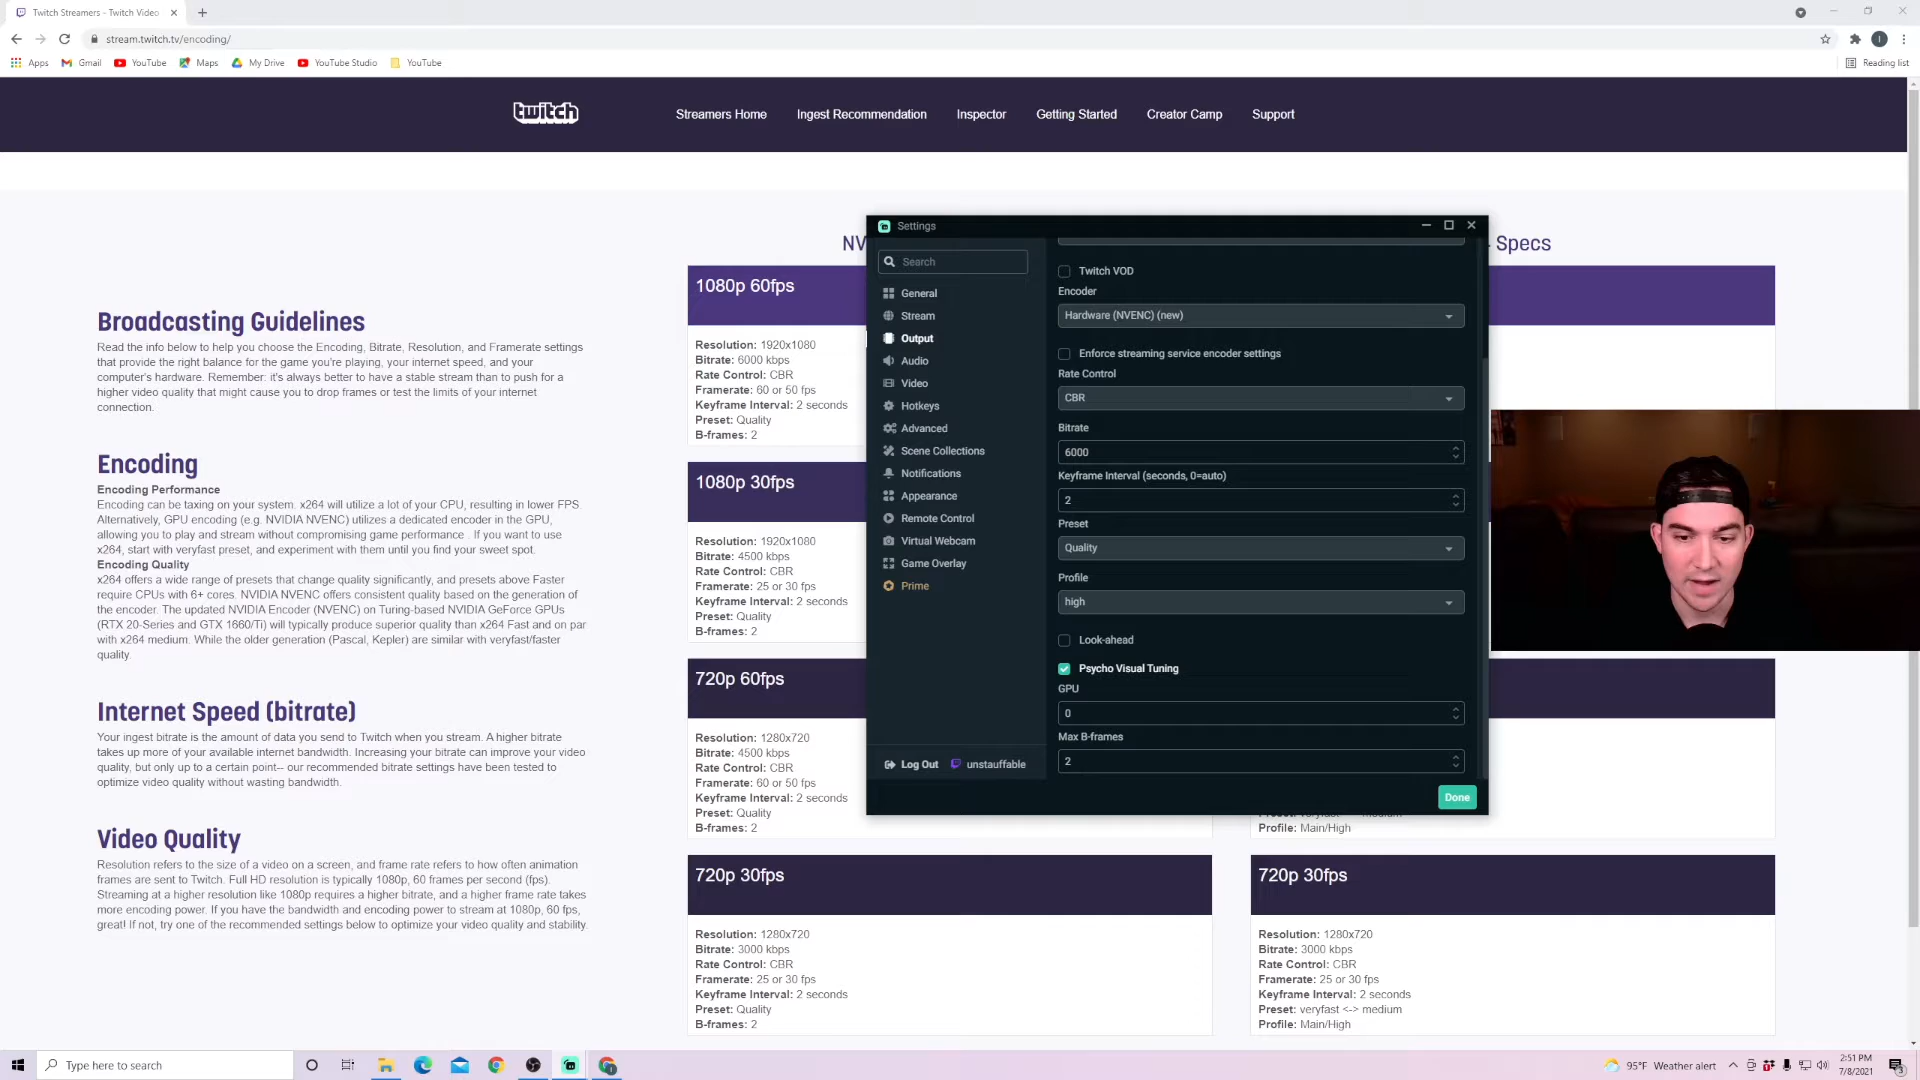 Twitch Streamers - Twitch Video
stream.twitch.tv/encoding/
Apps
Gmail
YouTube
Maps
My Drive
YouTube Studio
YouTube
Reading list
twitch
Streamers Home
Ingest Recommendation
Inspector
Getting Started
Creator Camp
Support
Broadcasting Guidelines
Read the info below to help you choose the Encoding, Bitrate, Resolution, and Framerate settings
that provide the right balance for the game you're playing, your internet speed, and your
computer's hardware. Remember: it's always better to have a stable stream than to push for a
higher video quality that might cause you to drop frames or test the limits of your internet
connection.
Encoding
Encoding Performance
Encoding can be taxing on your system. x264 will utilize a lot of your CPU, resulting in lower FPS.
Alternatively, GPU encoding (e.g. NVIDIA NVENC) utilizes a dedicated encoder in the GPU,
allowing you to play and stream without compromising game performance . If you want to use
x264, start with veryfast preset, and experiment with them until you find your sweet spot.
Encoding Quality
x264 offers a wide range of presets that change quality significantly, and presets above Faster
require CPUs with 6+ cores. NVIDIA NVENC offers consistent quality based on the generation of
the encoder. The updated NVIDIA Encoder (NVENC) on Turing-based NVIDIA GeForce GPUs
(RTX 20-Series and GTX 1660/Ti) will typically produce superior quality than x264 Fast and on par
with x264 medium. While the older generation (Pascal, Kepler) are similar with veryfast/faster
quality.
Internet Speed (bitrate)
Your ingest bitrate is the amount of data you send to Twitch when you stream. A higher bitrate
takes up more of your available internet bandwidth. Increasing your bitrate can improve your video
quality, but only up to a certain point-- our recommended bitrate settings have been tested to
optimize video quality without wasting bandwidth.
Video Quality
Resolution refers to the size of a video on a screen, and frame rate refers to how often animation
frames are sent to Twitch. Full HD resolution is typically 1080p, 60 frames per second (fps).
Streaming at a higher resolution like 1080p requires a higher bitrate, and a higher frame rate takes
more encoding power. If you have the bandwidth and encoding power to stream at 1080p, 60 fps,
great! If not, try one of the recommended settings below to optimize your video quality and stability.
NV
Specs
1080p 60fps
Resolution: 1920x1080
Bitrate: 6000 kbps
Rate Control: CBR
Framerate: 60 or 50 fps
Keyframe Interval: 2 seconds
Preset: Quality
B-frames: 2
1080p 30fps
Resolution: 1920x1080
Bitrate: 4500 kbps
Rate Control: CBR
Framerate: 25 or 30 fps
Keyframe Interval: 2 seconds
Preset: Quality
B-frames: 2
720p 60fps
Resolution: 1280x720
Bitrate: 4500 kbps
Rate Control: CBR
Framerate: 60 or 50 fps
Keyframe Interval: 2 seconds
Preset: Quality
B-frames: 2
720p 30fps
Resolution: 1280x720
Bitrate: 3000 kbps
Rate Control: CBR
Framerate: 25 or 30 fps
Keyframe Interval: 2 seconds
Preset: Quality
B-frames: 2
Settings
Search
General
Stream
Output
Audio
Video
Hotkeys
Advanced
Scene Collections
Notifications
Appearance
Remote Control
Virtual Webcam
Game Overlay
Prime
Log Out
unstauffable
Twitch VOD
Encoder
Hardware (NVENC) (new)
Enforce streaming service encoder settings
Rate Control
CBR
Bitrate
6000
Keyframe Interval (seconds, 0=auto)
2
Preset
Quality
Profile
high
Look-ahead
Psycho Visual Tuning
GPU
0
Max B-frames
2
Done
Profile: Main/High
720p 30fps
Resolution: 1280x720
Bitrate: 3000 kbps
Rate Control: CBR
Framerate: 25 or 30 fps
Keyframe Interval: 2 seconds
Preset: veryfast <-> medium
Profile: Main/High
Type here to search
95°F Weather alert
2:51 PM
7/8/2021